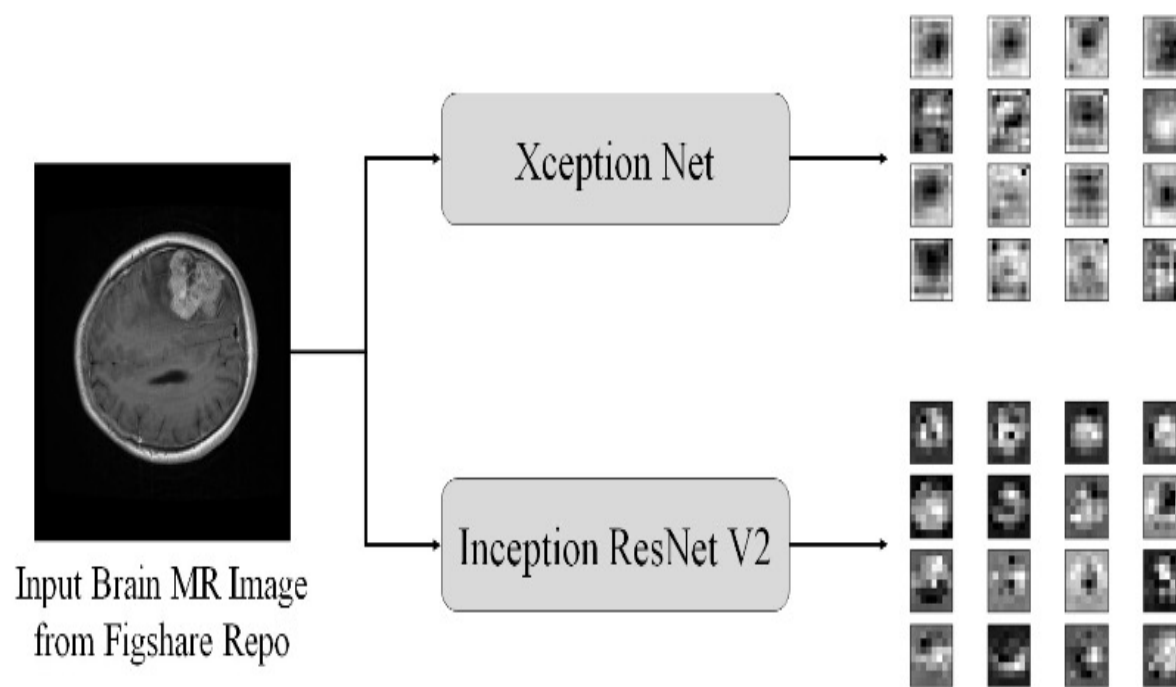 Xception Net
Inception ResNet V2
Input Brain MR Image
from Figshare Repo